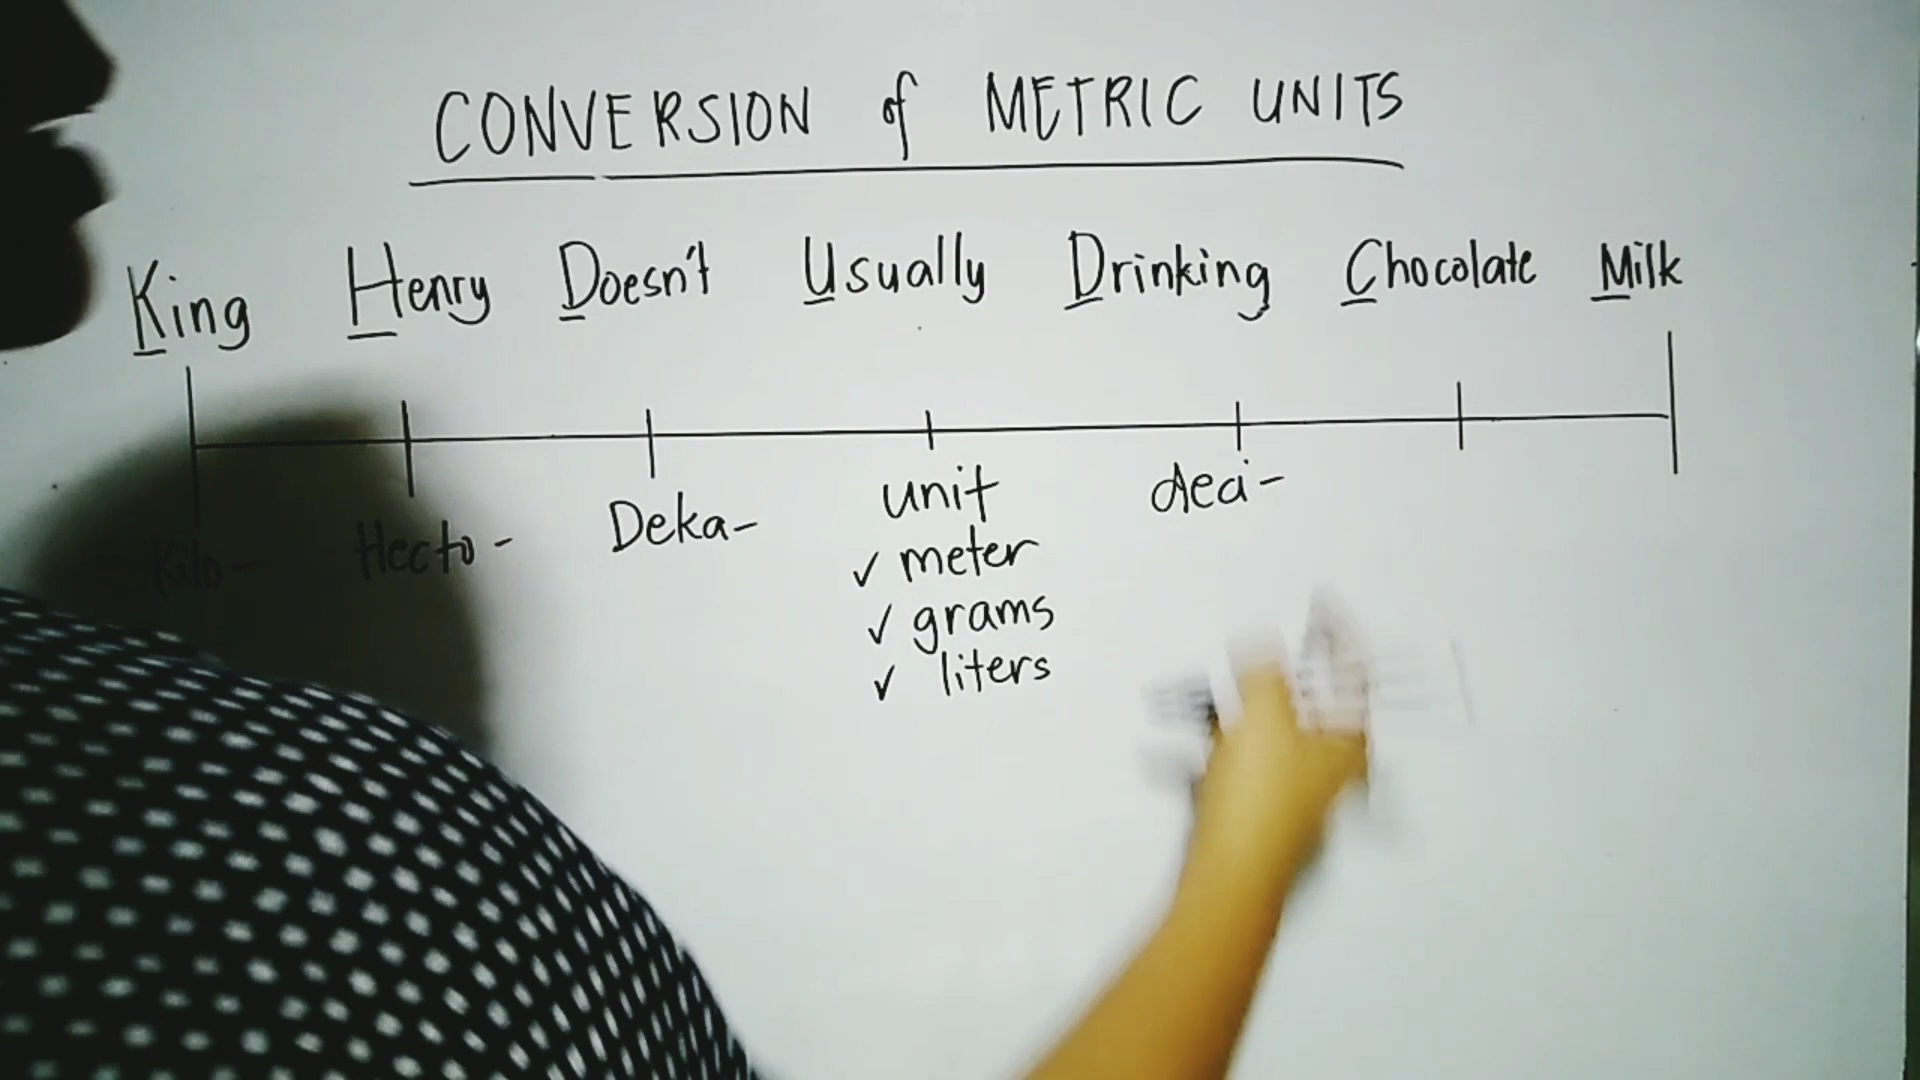 CONVERSION of METRIC UNITS
King Henry Doesn't Usually Drinking Chocolate Milk
Kilo- Hecto- Deka- unit deci-
✓ meter
✓ grams
✓ liters